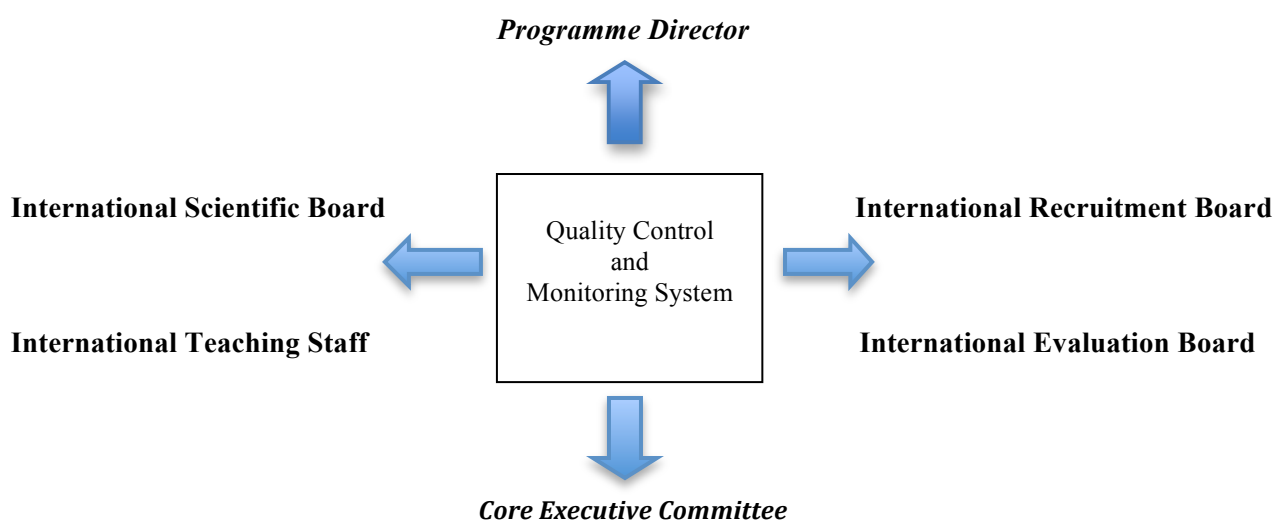 Programme Director
International Scientific Board
International Teaching Staff
Quality Control
and
Monitoring System
International Recruitment Board
International Evaluation Board
Core Executive Committee